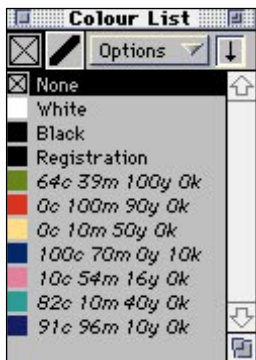 Colour List
Options
None
White
Black
Registration
64c 39m 100y 0k
0c 100m 90y 0k
0c 10m 50y 0k
100c 70m 0y 10k
10c 54m 16y 0k
82c 10m 40y 0k
91c 96m 10y 0k